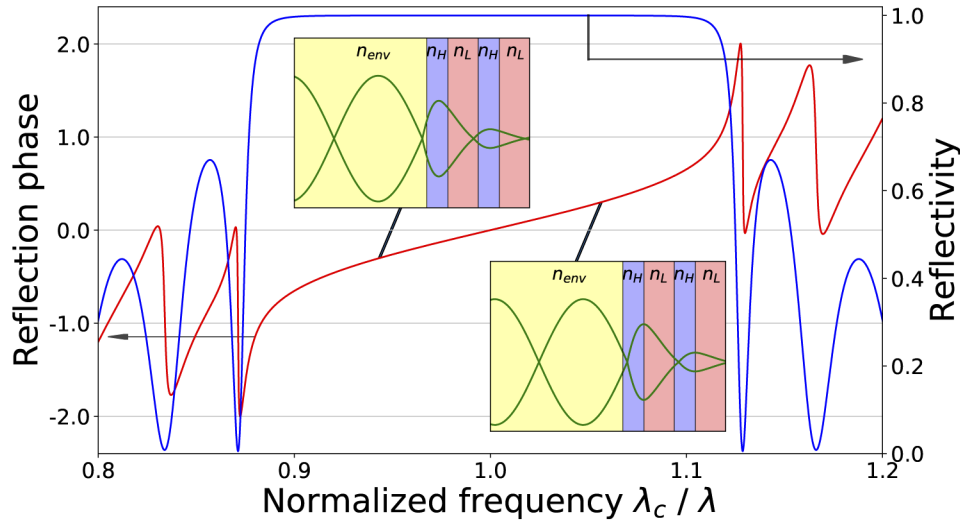 Reflection phase
2.0
1.0
0.0
-1.0
-2.0
n_env n_H n_L n_H n_L
n_env n_H n_L n_H n_L
1.0
0.8
0.6
0.4
0.2
0.0
Reflectivity
0.8 0.9 1.0 1.1 1.2
Normalized frequency λ_c / λ